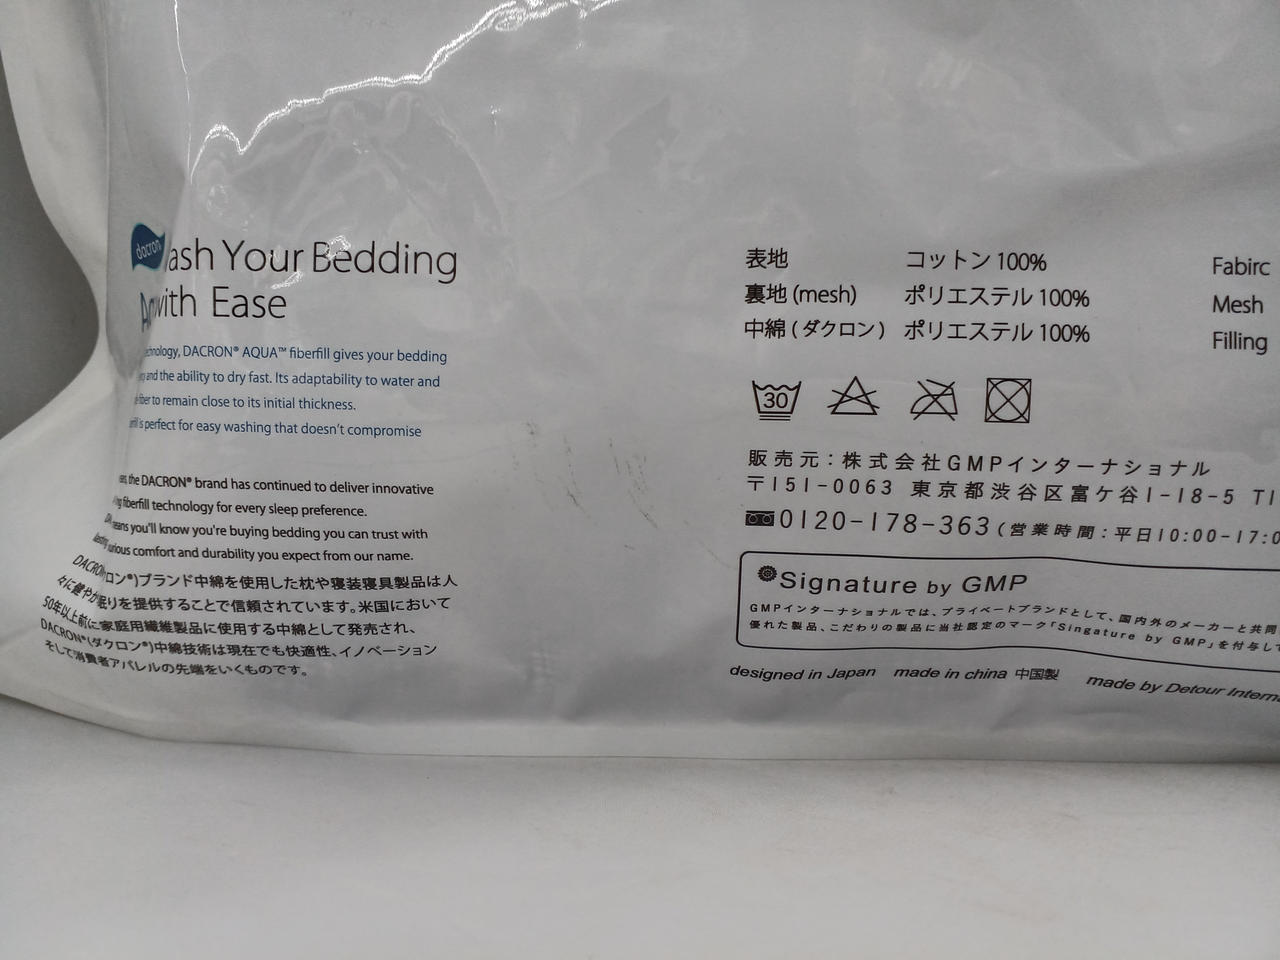 dacron
ash Your Bedding
with Ease
DACRON® AQUA™ fiberfill gives your bedding
and the ability to dry fast. Its adaptability to water and
to remain close to its initial thickness.
is perfect for easy washing that doesn't compromise
the DACRON® brand has continued to deliver innovative
fiberfill technology for every sleep preference.
means you'll know you're buying bedding you can trust with
comfort and durability you expect from our name.
ブランド中綿を使用した枕や寝装寝具製品は人
々に健やか 眠りを提供することで信頼されています。米国において
50年以上前に家庭用繊維製品に使用する中綿として発売され、
DACRON®(ダクロン®)中綿技術は現在でも快適性、イノベーション
そして消費者アパレルの先端をいくものです。
表地 コットン 100%
裏地 (mesh) ポリエステル 100%
中綿 ( ダクロン ) ポリエステル 100%
Fabirc
Mesh
Filling
30
販売元:株式会社GMPインターナショナル
〒151-0063 東京都渋谷区富ケ谷1-18-5
0120-178-363 (営業時間:平日10:00-17:0
Signature by GMP
GMPインターナショナルでは、プライベートブランドとして、国内外のメーカーと共同
優れた製品、こだわりの製品に当社認定のマーク「Singature by GMP」を付与して
designed in Japan made in china 中国製 made by Detour